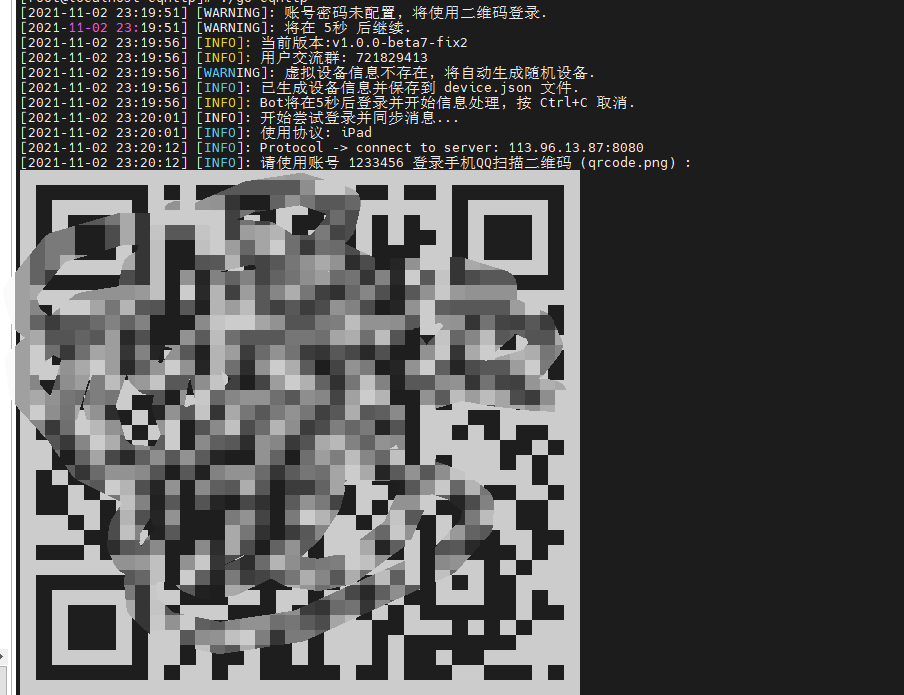 [2021-11-02 23:19:51] [WARNING]: 账号密码未配置，将使用二维码登录.
[2021-11-02 23:19:51] [WARNING]: 将在 5秒 后继续.
[2021-11-02 23:19:56] [INFO]: 当前版本:v1.0.0-beta7-fix2
[2021-11-02 23:19:56] [INFO]: 用户交流群: 721829413
[2021-11-02 23:19:56] [WARNING]: 虚拟设备信息不存在，将自动生成随机设备.
[2021-11-02 23:19:56] [INFO]: 已生成设备信息并保存到 device.json 文件.
[2021-11-02 23:19:56] [INFO]: Bot将在5秒后登录并开始信息处理，按 Ctrl+C 取消.
[2021-11-02 23:20:01] [INFO]: 开始尝试登录并同步消息...
[2021-11-02 23:20:01] [INFO]: 使用协议: iPad
[2021-11-02 23:20:12] [INFO]: Protocol -> connect to server: 113.96.13.87:8080
[2021-11-02 23:20:12] [INFO]: 请使用账号 1233456 登录手机QQ扫描二维码 (qrcode.png) :